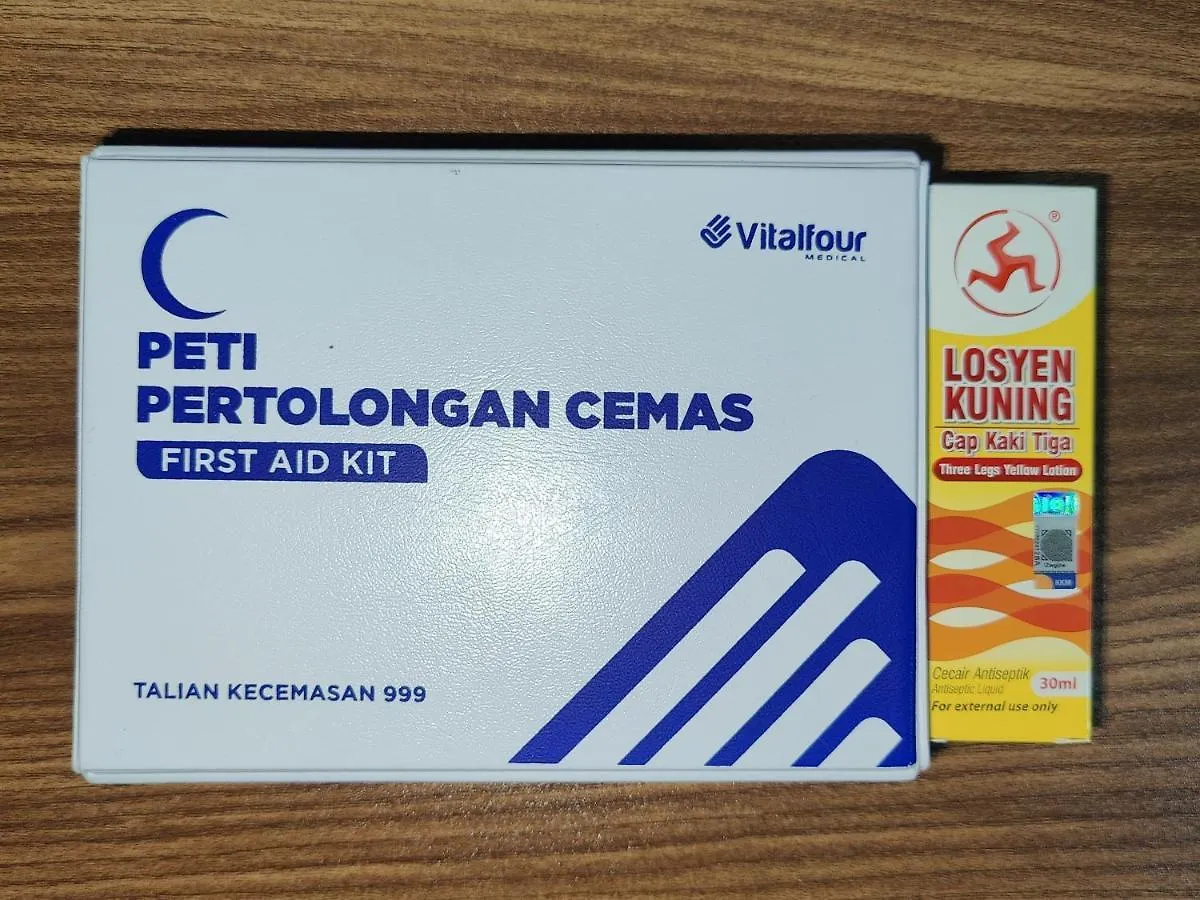 Vitalfour
MEDICAL
PETI
PERTOLONGAN CEMAS
FIRST AID KIT
TALIAN KECEMASAN 999
®
LOSYEN
KUNING
Cap Kaki Tiga
Three Legs Yellow Lotion
KKM
Cecair Antiseptik
Antiseptic Liquid
30ml
For external use only